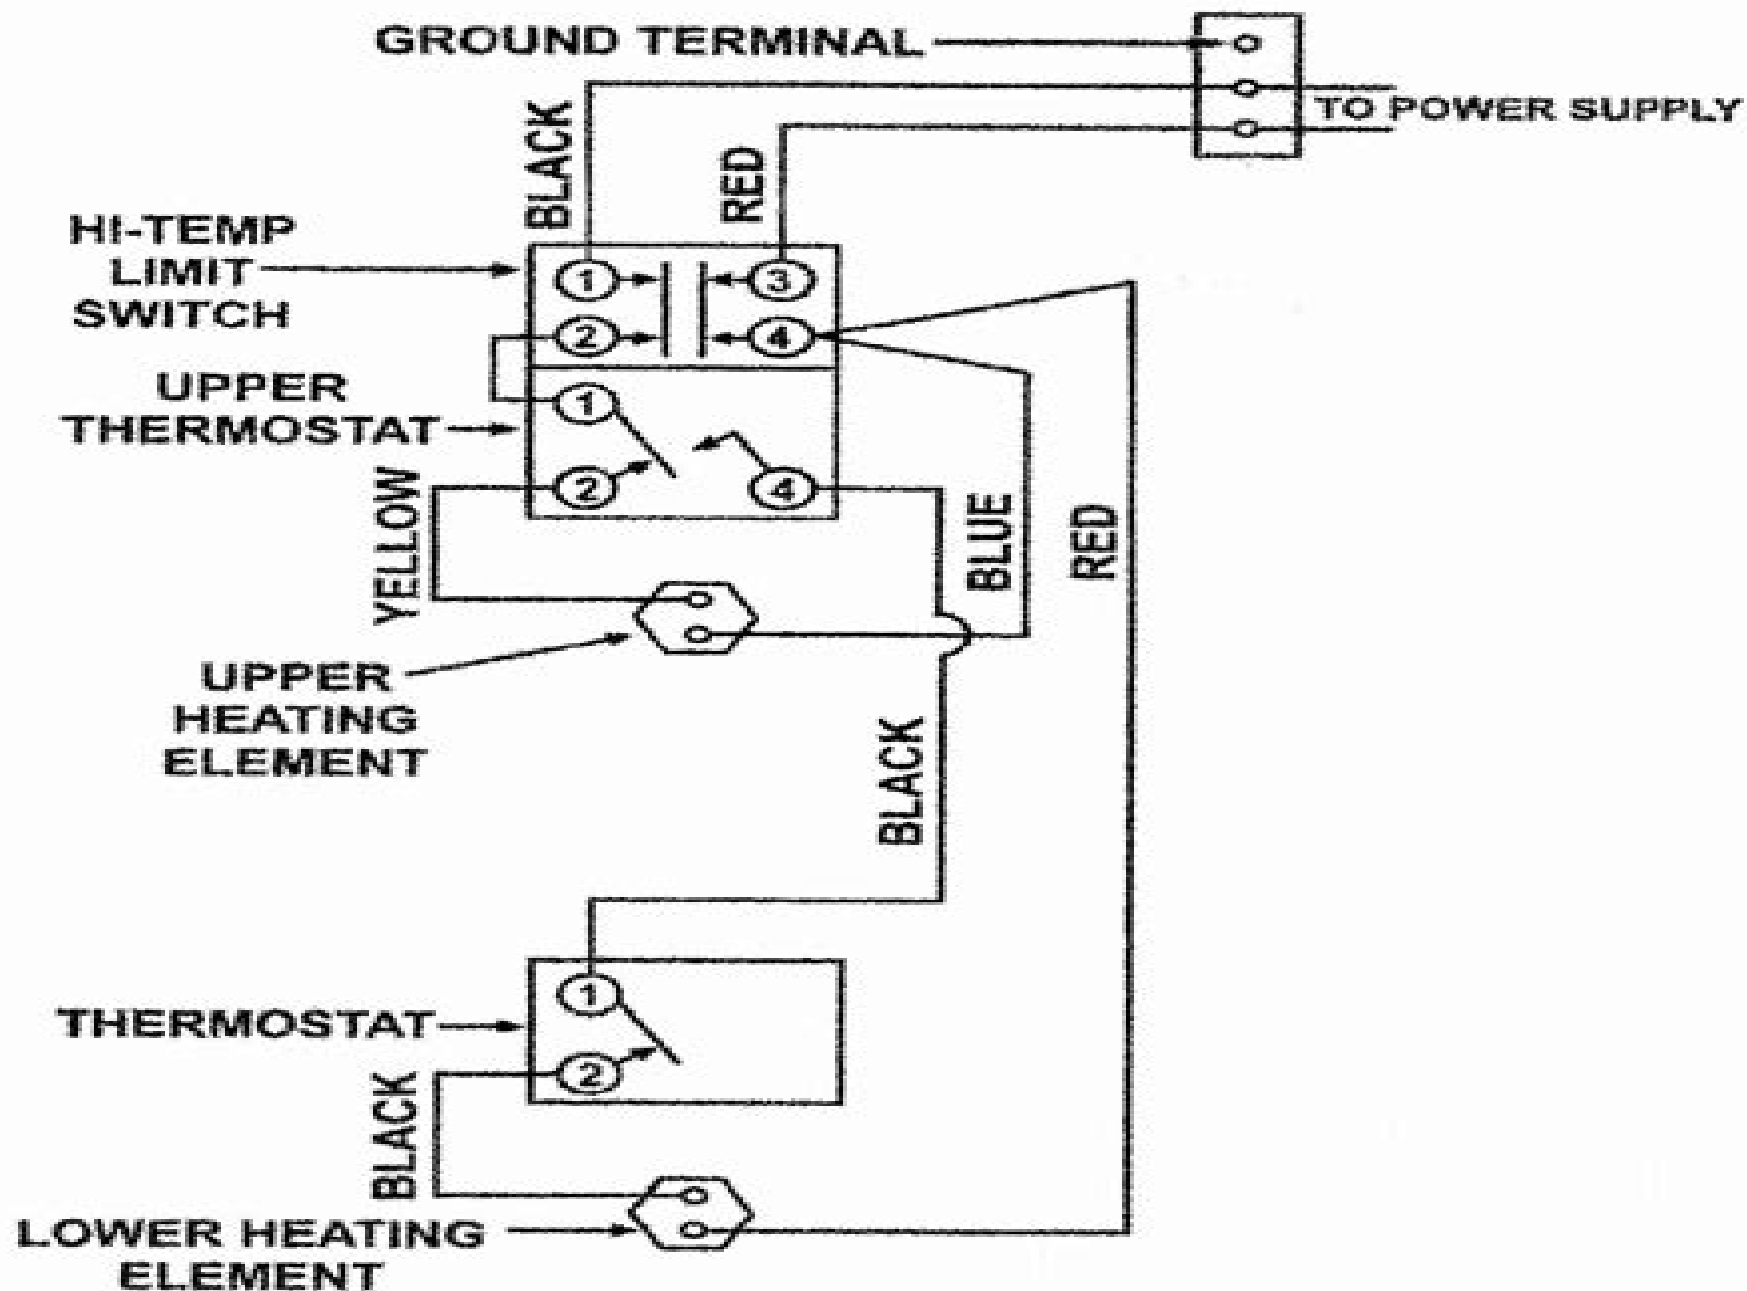 GROUND TERMINAL
TO POWER SUPPLY
BLACK
RED
HI-TEMP
LIMIT
SWITCH
1
3
2
4
UPPER
THERMOSTAT
1
2
4
YELLOW
BLUE
RED
UPPER
HEATING
ELEMENT
BLACK
THERMOSTAT
1
2
BLACK
LOWER HEATING
ELEMENT